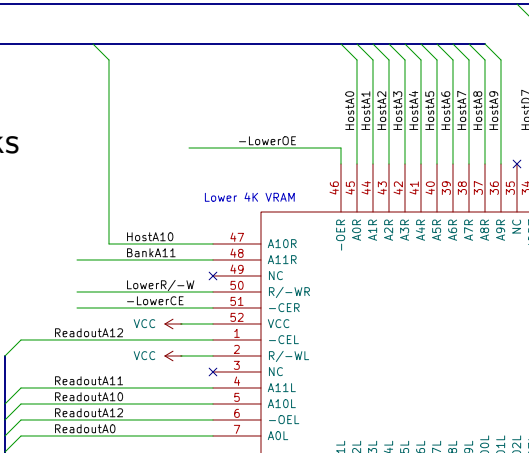 HostA0
HostA1
HostA2
HostA3
HostA4
HostA5
HostA6
HostA7
HostA8
HostA9
HostD7
-LowerOE
46
45
44
43
42
41
40
39
38
37
36
35
34
Lower 4K VRAM
-OER
A0R
A1R
A2R
A3R
A4R
A5R
A6R
A7R
A8R
A9R
NC
HostA10 47 A10R
BankA11 48 A11R
49 NC
LowerR/-W 50 R/-WR
-LowerCE 51 -CER
VCC 52 VCC
ReadoutA12 1 -CEL
VCC 2 R/-WL
3 NC
ReadoutA11 4 A11L
ReadoutA10 5 A10L
ReadoutA12 6 -OEL
ReadoutA0 7 A0L